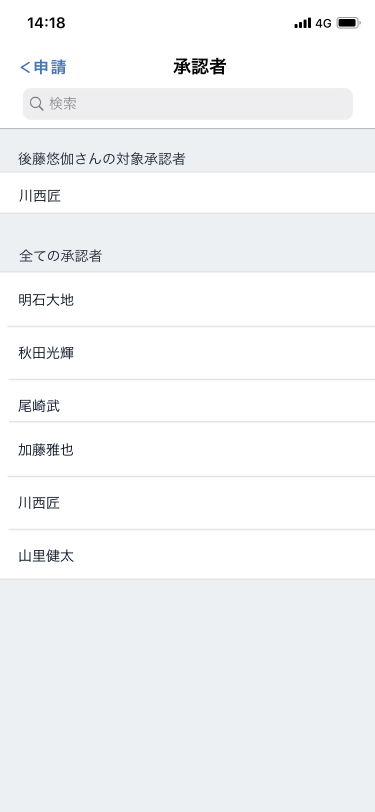 14:18 4G
<申請 承認者
検索
後藤悠伽さんの対象承認者
川西匠
全ての承認者
明石大地
秋田光輝
尾崎武
加藤雅也
川西匠
山里健太